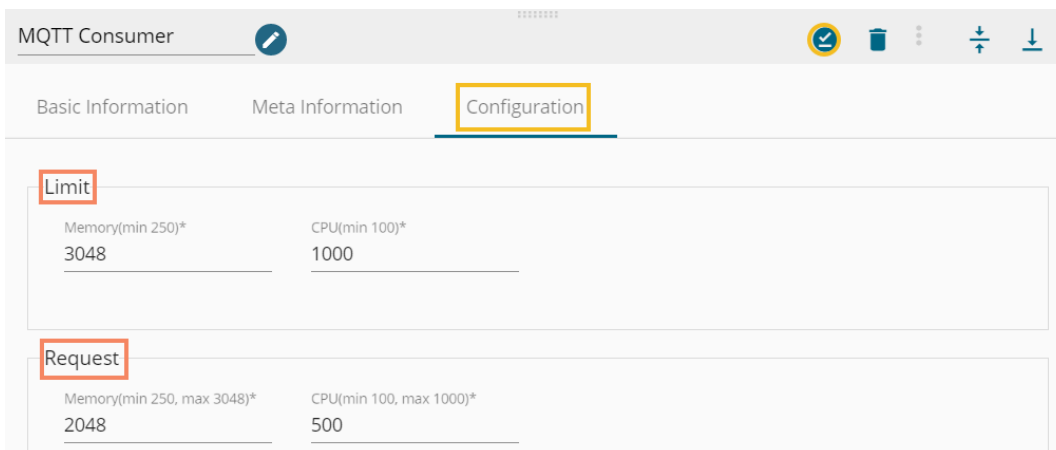 MQTT Consumer
Basic Information Meta Information Configuration
Limit
Memory(min 250)* CPU(min 100)*
3048 1000
Request
Memory(min 250, max 3048)* CPU(min 100, max 1000)*
2048 500